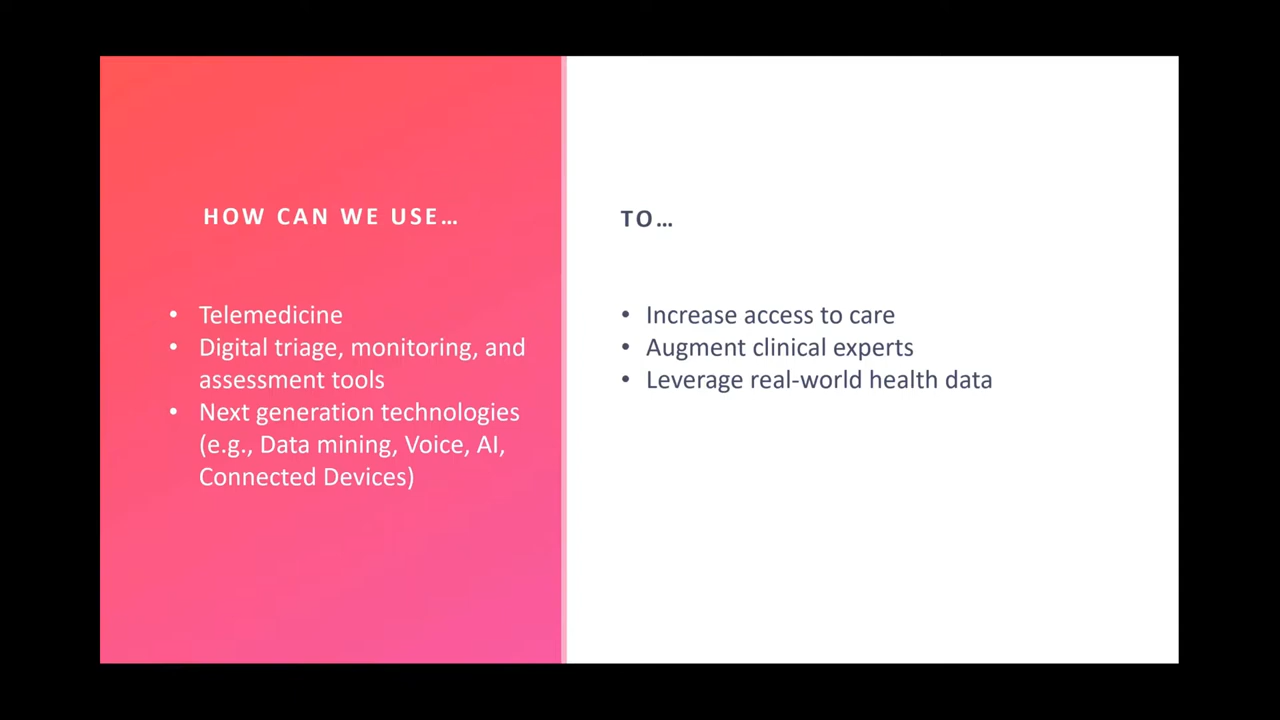 HOW CAN WE USE…
• Telemedicine
• Digital triage, monitoring, and
assessment tools
• Next generation technologies
(e.g., Data mining, Voice, AI,
Connected Devices)
TO…
• Increase access to care
• Augment clinical experts
• Leverage real-world health data